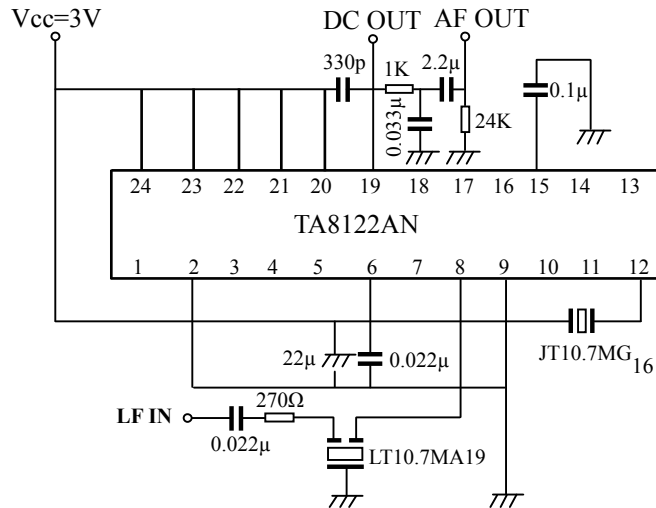 Vcc=3V
DC OUT
AF OUT
330p
1K
2.2µ
0.033µ
24K
0.1µ
24 23 22 21 20 19 18 17 16 15 14 13
TA8122AN
1 2 3 4 5 6 7 8 9 10 11 12
22µ
0.022µ
JT10.7MG16
LF IN
0.022µ
270Ω
LT10.7MA19